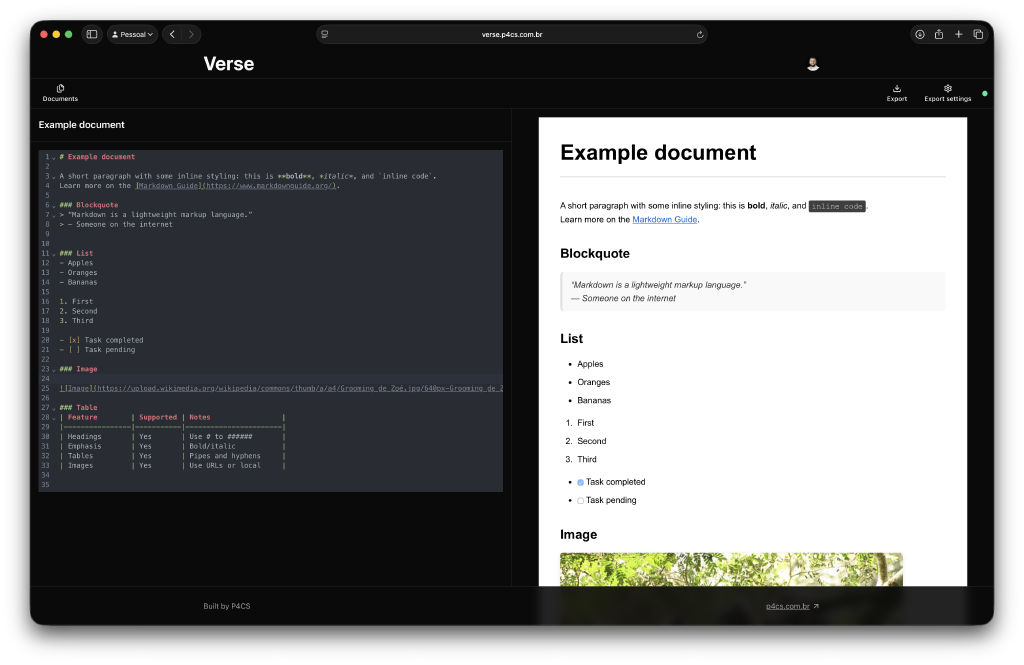 Pessoal
verse.p4cs.com.br
Verse
Documents
Export
Export settings
Example document
1 # Example document
2
3 A short paragraph with some inline styling: this is **bold**, *italic*, and `inline code`.
4 Learn more on the [Markdown Guide](https://www.markdownguide.org/).
5
6 ### Blockquote
7 > "Markdown is a lightweight markup language."
8 > — Someone on the internet
9
10
11 ### List
12 - Apples
13 - Oranges
14 - Bananas
15
16 1. First
17 2. Second
18 3. Third
19
20 - [x] Task completed
21 - [ ] Task pending
22
23 ### Image
24
25 ![Image](https://upload.wikimedia.org/wikipedia/commons/thumb/a/a4/Grooming_de_Zoé.jpg/640px-Grooming_de_Z
26
27 ### Table
28 | Feature | Supported | Notes |
29 |----------------|-----------|-----------------------|
30 | Headings | Yes | Use # to ###### |
31 | Emphasis | Yes | Bold/italic |
32 | Tables | Yes | Pipes and hyphens |
33 | Images | Yes | Use URLs or local |
34
35
Example document
A short paragraph with some inline styling: this is bold, italic, and inline code.
Learn more on the Markdown Guide.
Blockquote
"Markdown is a lightweight markup language."
— Someone on the internet
List
• Apples
• Oranges
• Bananas
1. First
2. Second
3. Third
• Task completed
• Task pending
Image
Built by P4CS
p4cs.com.br ↗